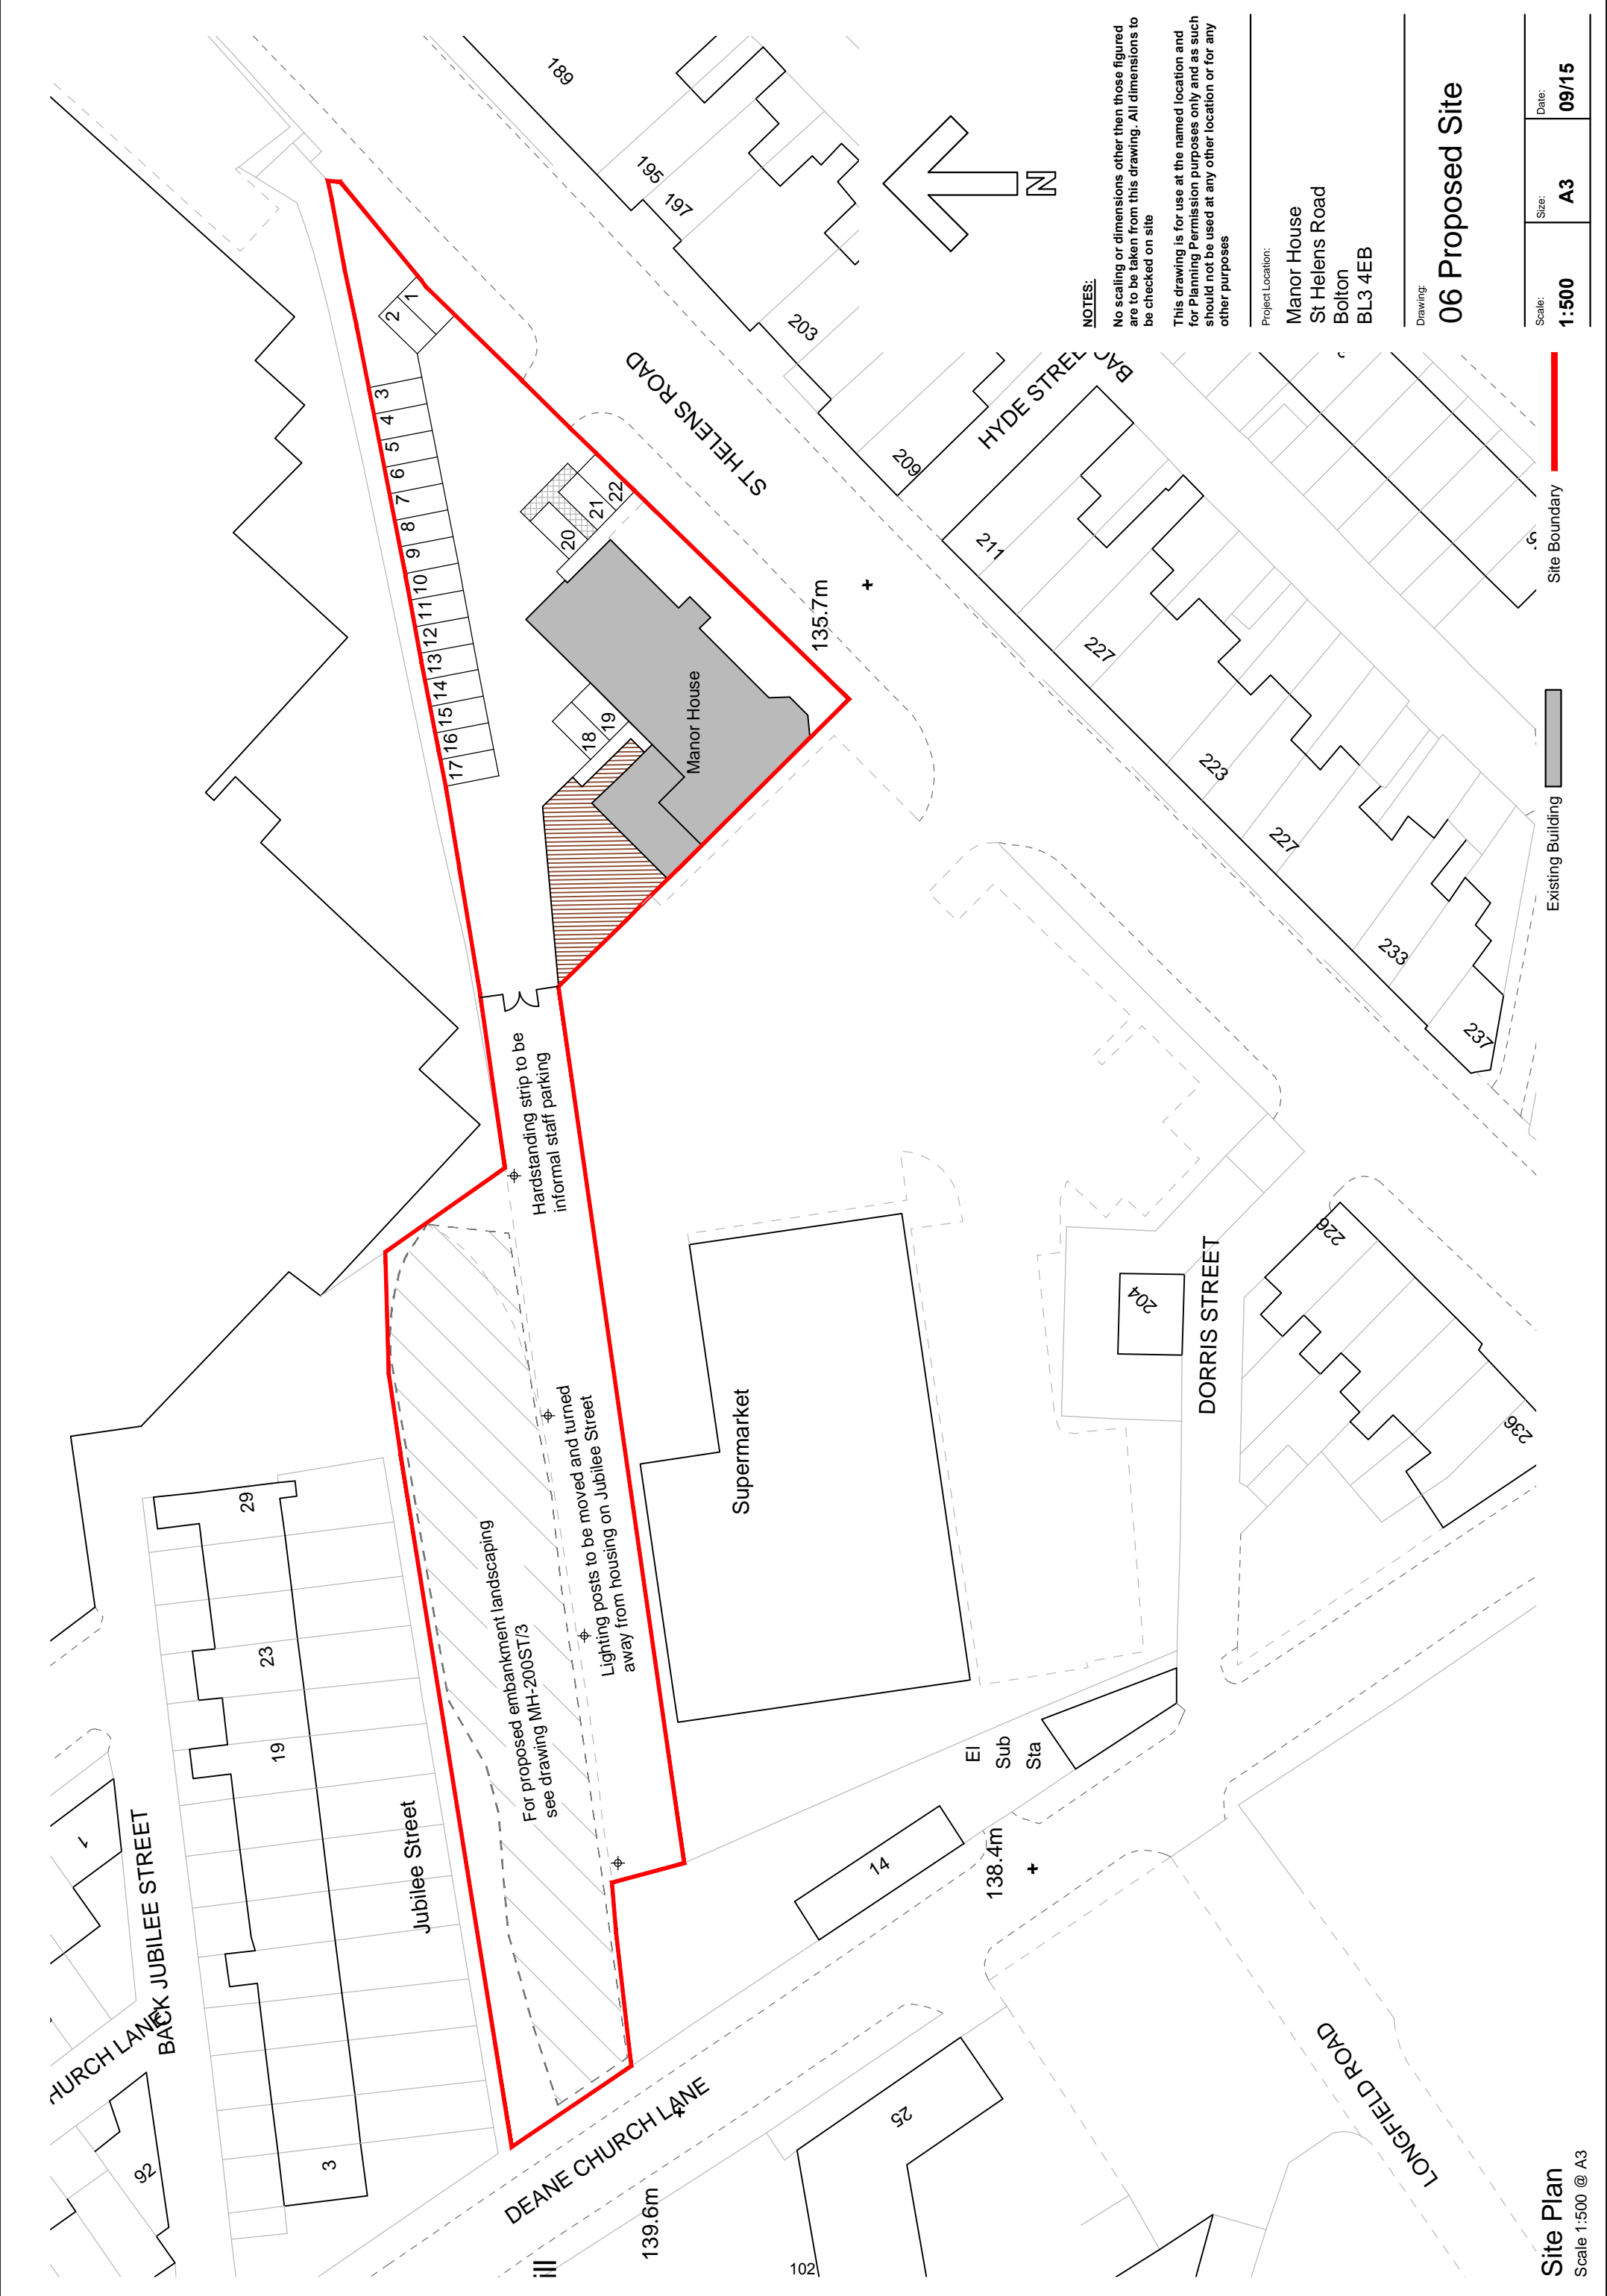 189
195
197
203
209
211
227
223
227
233
237
ST HELENS ROAD
HYDE STREE
BAC
135.7m
1
2
3
4
5
6
7
8
9
10
11
12
13
14
15
16
17
18
19
20
21
22
Manor House
Hardstanding strip to be
informal staff parking
Lighting posts to be moved and turned
away from housing on Jubilee Street
For proposed embankment landscaping
see drawing MH-200ST/3
Supermarket
204
DORRIS STREET
226
236
El
Sub
Sta
14
138.4m
29
23
19
3
Jubilee Street
BACK JUBILEE STREET
1
HURCH LANE
92
DEANE CHURCH LANE
139.6m
ill
102
25
LONGFIELD ROAD
N
NOTES:
No scaling or dimensions other then those figured
are to be taken from this drawing. All dimensions to
be checked on site
This drawing is for use at the named location and
for Planning Permission purposes only and as such
should not be used at any other location or for any
other purposes
Project Location:
Manor House
St Helens Road
Bolton
BL3 4EB
Drawing:
06 Proposed Site
Scale:
1:500
Size:
A3
Date:
09/15
Site Boundary
Existing Building
Site Plan
Scale 1:500 @ A3